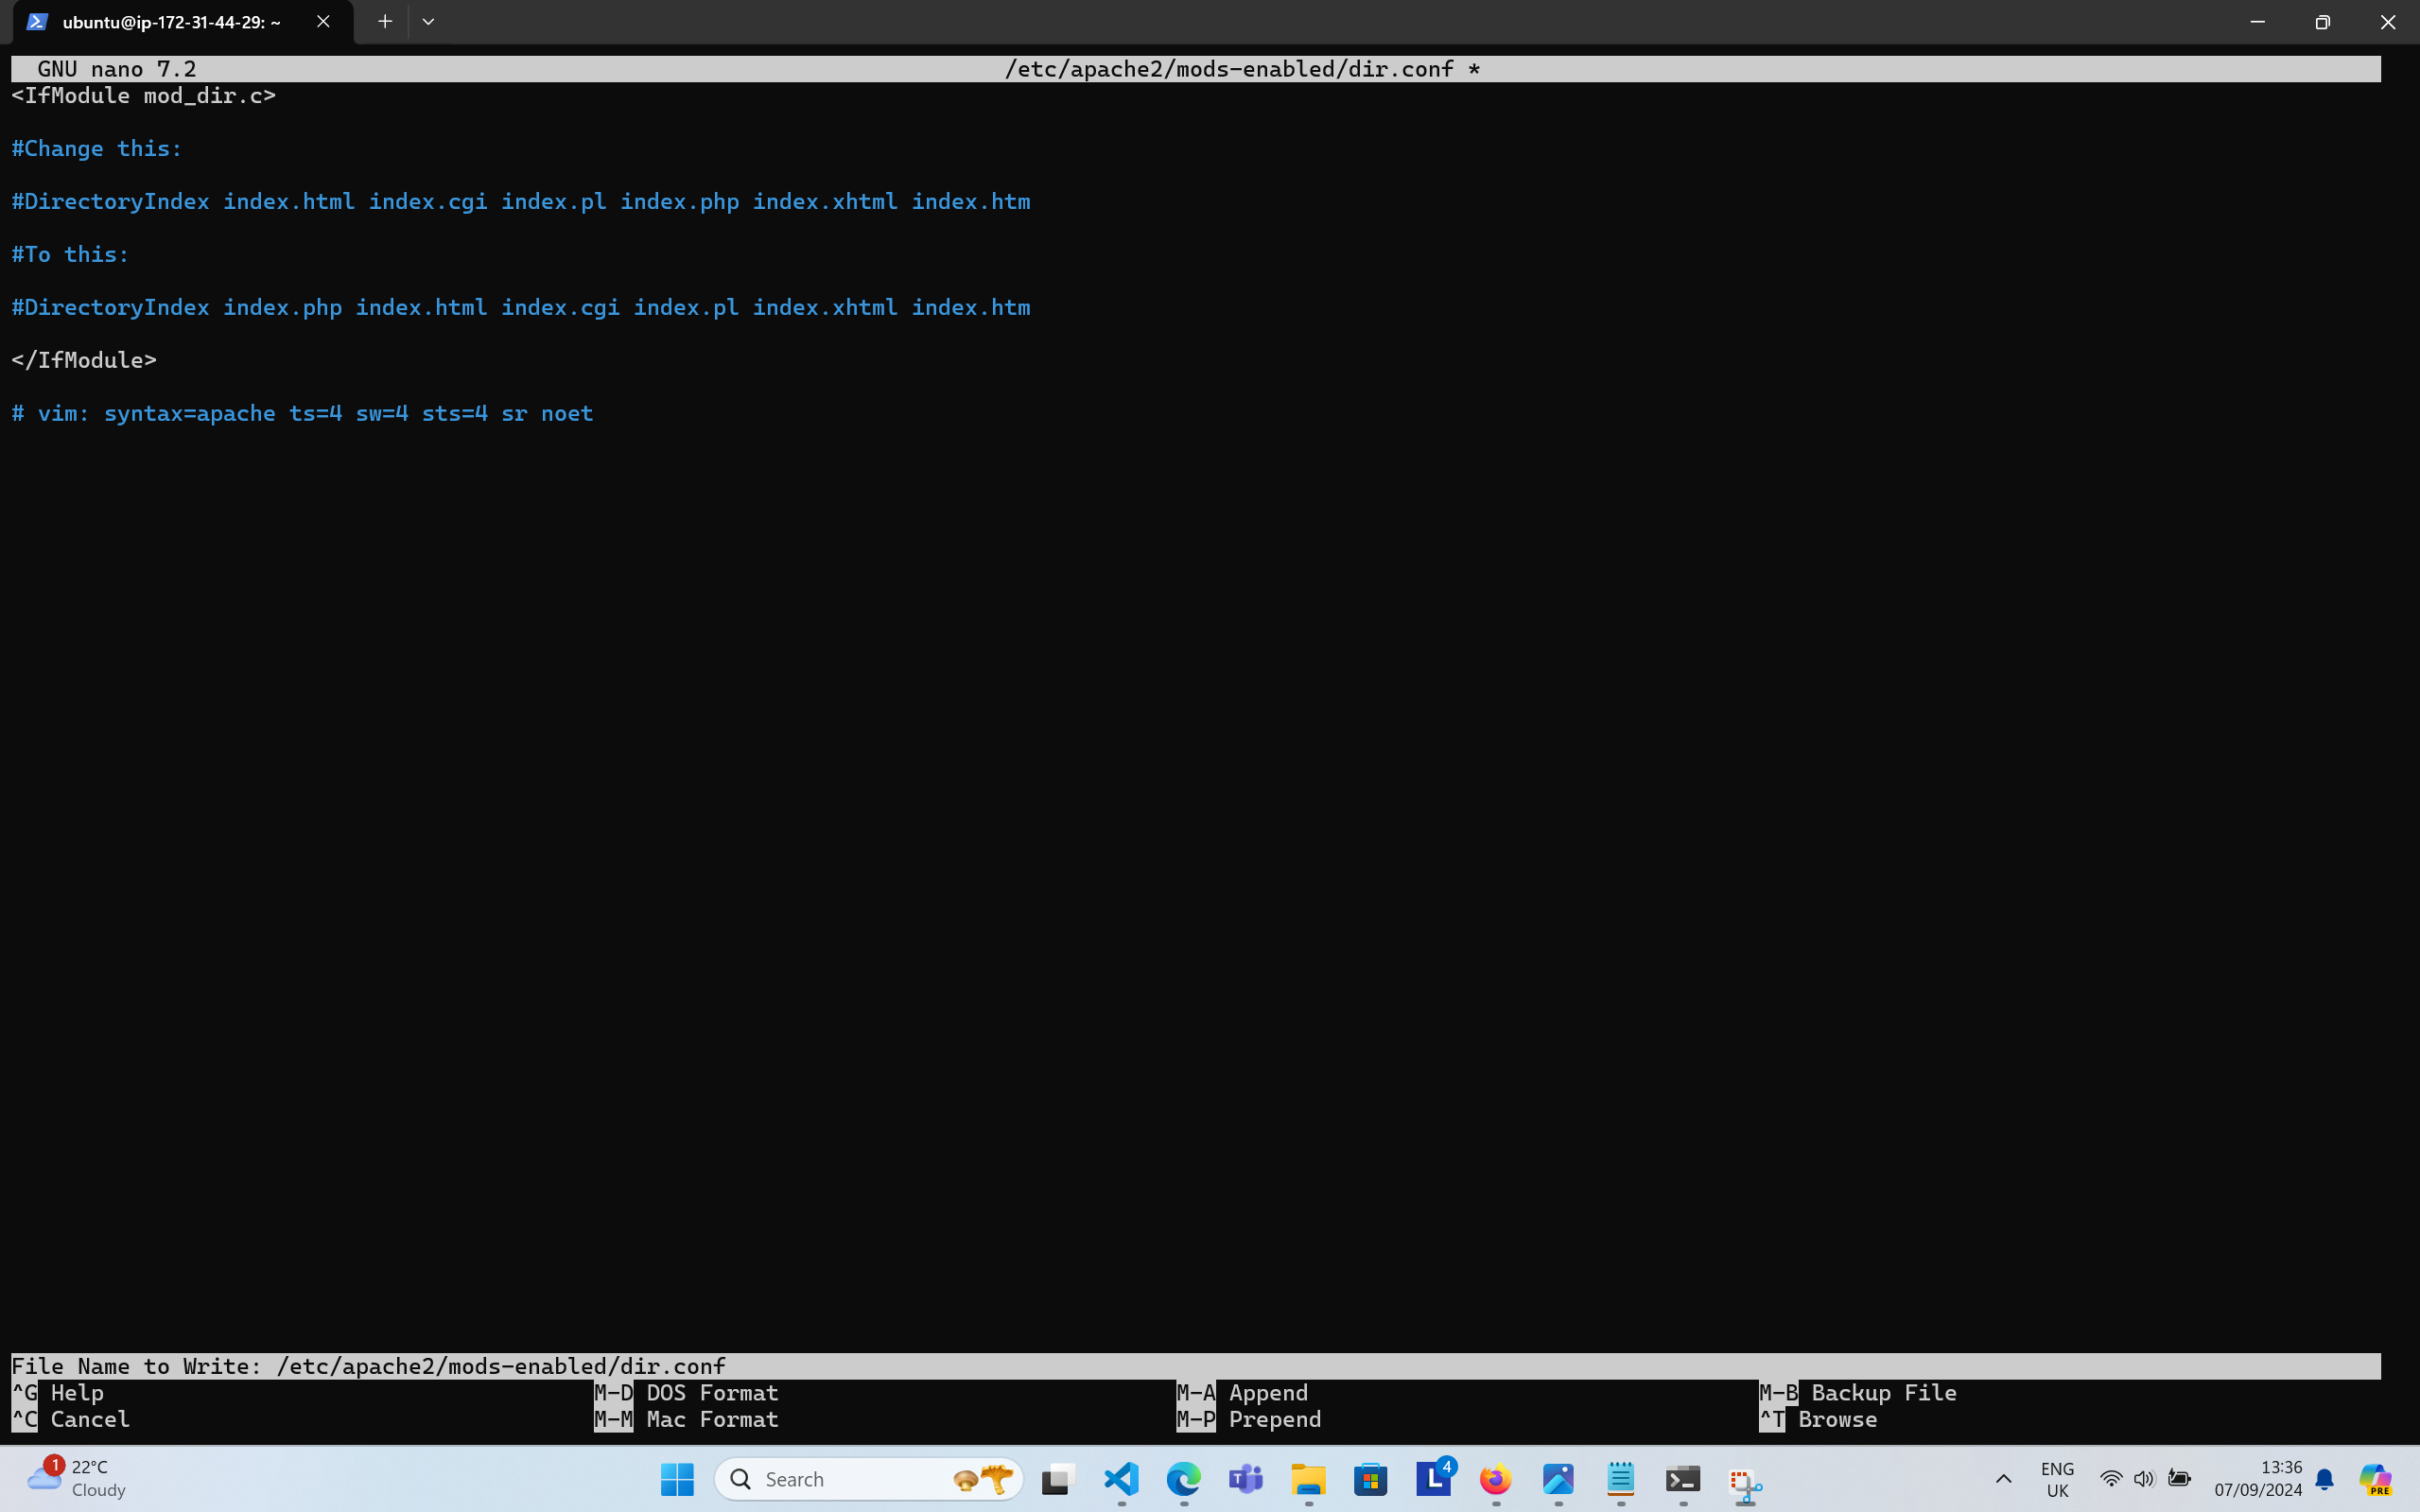 ubuntu@ip-172-31-44-29: ~
GNU nano 7.2 /etc/apache2/mods-enabled/dir.conf *
<IfModule mod_dir.c>
#Change this:
#DirectoryIndex index.html index.cgi index.pl index.php index.xhtml index.htm
#To this:
#DirectoryIndex index.php index.html index.cgi index.pl index.xhtml index.htm
</IfModule>
# vim: syntax=apache ts=4 sw=4 sts=4 sr noet
File Name to Write: /etc/apache2/mods-enabled/dir.conf
^G Help M-D DOS Format M-A Append M-B Backup File
^C Cancel M-M Mac Format M-P Prepend ^T Browse
1 22°C
Cloudy
Search
T
L 4
ENG
UK
13:36
07/09/2024
PRE